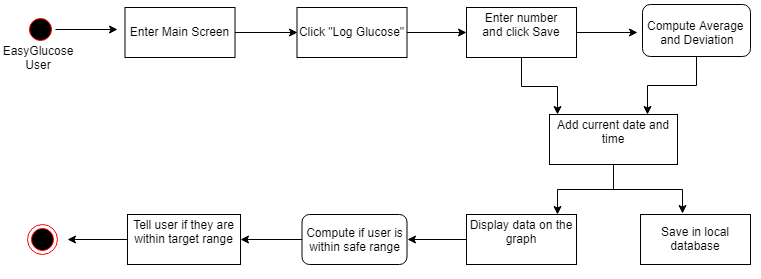 EasyGlucose
User
Enter Main Screen
Click "Log Glucose"
Enter number
and click Save
Compute Average
and Deviation
Add current date and
time
Tell user if they are
within target range
Compute if user is
within safe range
Display data on the
graph
Save in local
database